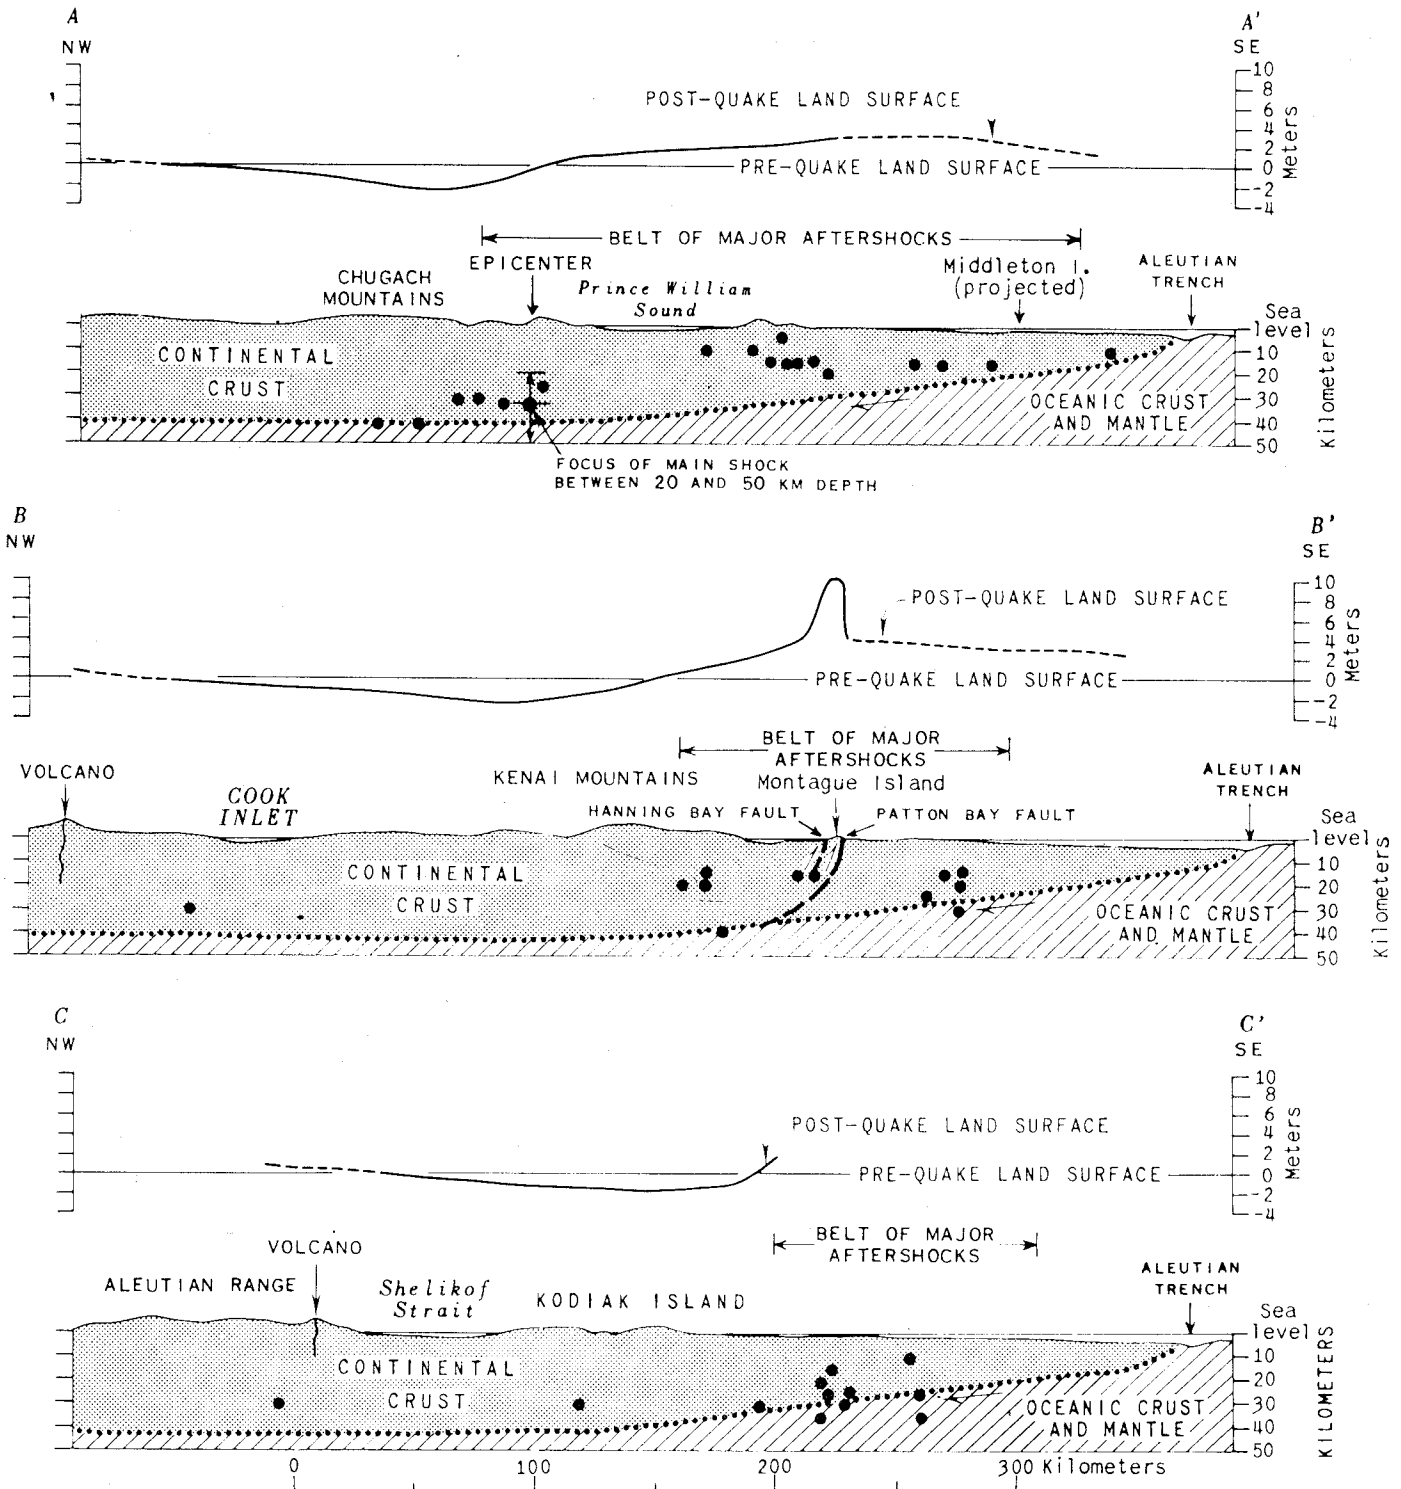 A
NW
A'
SE
10
8
6
4
2
0
-2
-4
Meters
POST-QUAKE LAND SURFACE
PRE-QUAKE LAND SURFACE
BELT OF MAJOR AFTERSHOCKS
CHUGACH
MOUNTAINS
EPICENTER
Prince William
Sound
Middleton I.
(projected)
ALEUTIAN
TRENCH
Sea
level
10
20
30
40
50
Kilometers
CONTINENTAL
CRUST
OCEANIC CRUST
AND MANTLE
FOCUS OF MAIN SHOCK
BETWEEN 20 AND 50 KM DEPTH
B
NW
B'
SE
10
8
6
4
2
0
-2
-4
Meters
POST-QUAKE LAND SURFACE
PRE-QUAKE LAND SURFACE
BELT OF MAJOR
AFTERSHOCKS
VOLCANO
COOK
INLET
KENAI MOUNTAINS
Montague Island
HANNING BAY FAULT
PATTON BAY FAULT
ALEUTIAN
TRENCH
Sea
level
10
20
30
40
50
Kilometers
CONTINENTAL
CRUST
OCEANIC CRUST
AND MANTLE
C
NW
C'
SE
10
8
6
4
2
0
-2
-4
Meters
POST-QUAKE LAND SURFACE
PRE-QUAKE LAND SURFACE
BELT OF MAJOR
AFTERSHOCKS
VOLCANO
ALEUTIAN RANGE
Shelikof
Strait
KODIAK ISLAND
ALEUTIAN
TRENCH
Sea
level
10
20
30
40
50
KILOMETERS
CONTINENTAL
CRUST
OCEANIC CRUST
AND MANTLE
0 100 200 300 Kilometers